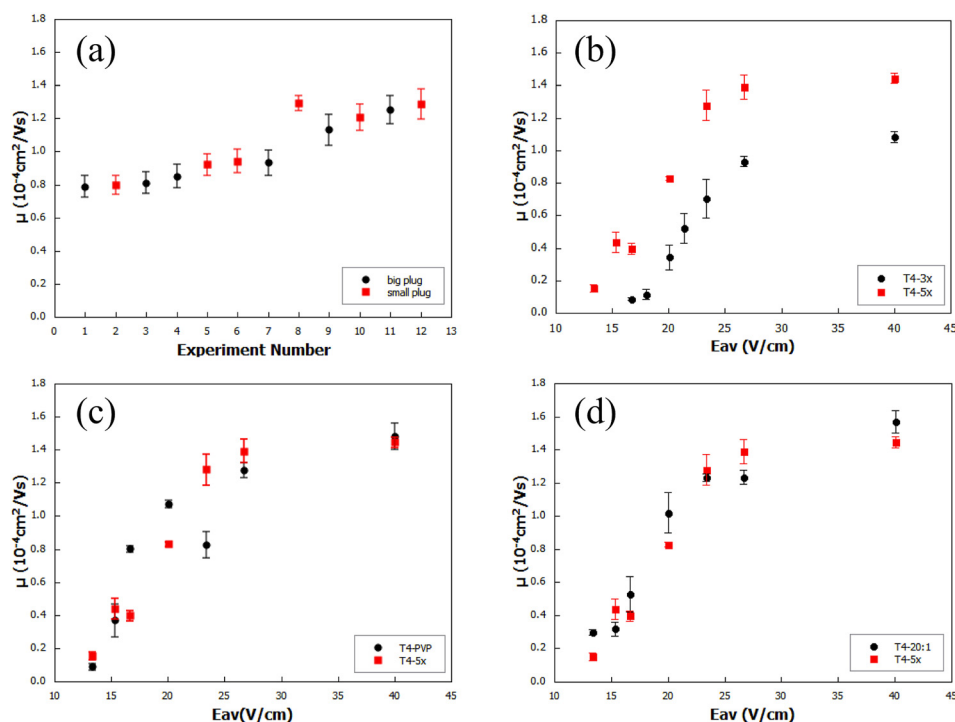 (a)
1.8
1.6
1.4
1.2
1.0
0.8
0.6
0.4
0.2
0.0
μ (10⁻⁴cm²/Vs)
big plug
small plug
0 1 2 3 4 5 6 7 8 9 10 11 12 13
Experiment Number
(b)
1.8
1.6
1.4
1.2
1.0
0.8
0.6
0.4
0.2
0.0
μ (10⁻⁴cm²/Vs)
T4-3x
T4-5x
10 15 20 25 30 35 40 45
Eav (V/cm)
(c)
1.8
1.6
1.4
1.2
1.0
0.8
0.6
0.4
0.2
0.0
μ (10⁻⁴cm²/Vs)
T4-PVP
T4-5x
10 15 20 25 30 35 40 45
Eav(V/cm)
(d)
1.8
1.6
1.4
1.2
1.0
0.8
0.6
0.4
0.2
0.0
μ (10⁻⁴cm²/Vs)
T4-20:1
T4-5x
10 15 20 25 30 35 40 45
Eav (V/cm)